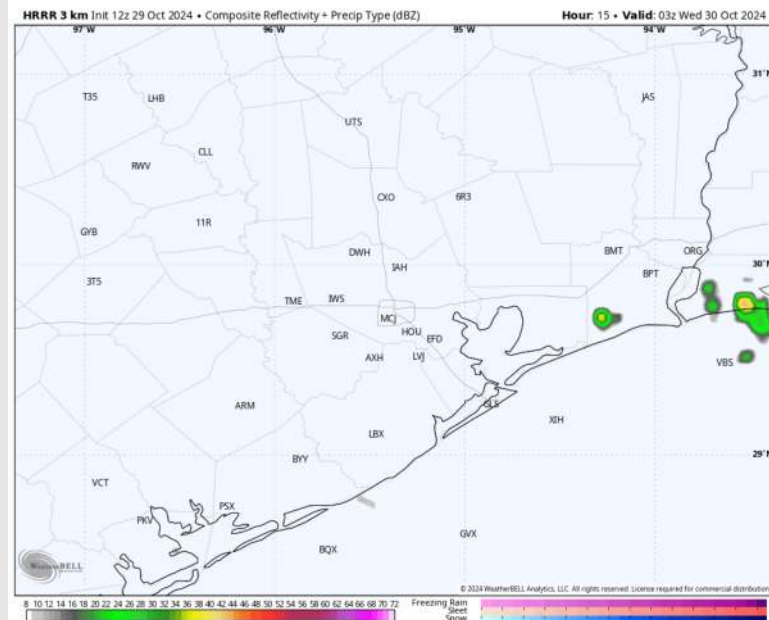 HRRR 3 km Init 12z 29 Oct 2024 • Composite Reflectivity + Precip Type (dBZ) Hour: 15 • Valid: 03z Wed 30 Oct 2024
97°W 96°W 95°W 94°W
31°N
T35 LHB JAS
UTS
CLL
RWV
CXO 6R3
11R
GYB
DWH BMT ORG
30°N
IAH BPT
3T5
TME IWS
MCJ
SGR HOU EFD
AXH LVJ
VBS
ARM GLS
LBX XIH
BYY 29°N
VCT
PSX
PKV
GVX
BQX
WeatherBELL
© 2024 WeatherBELL Analytics, LLC. All rights reserved. License required for commercial distribution
8 10 12 14 16 18 20 22 24 26 28 30 32 34 36 38 40 42 44 46 48 50 52 54 56 58 60 62 64 66 68 70 72
Freezing Rain
Sleet
Snow